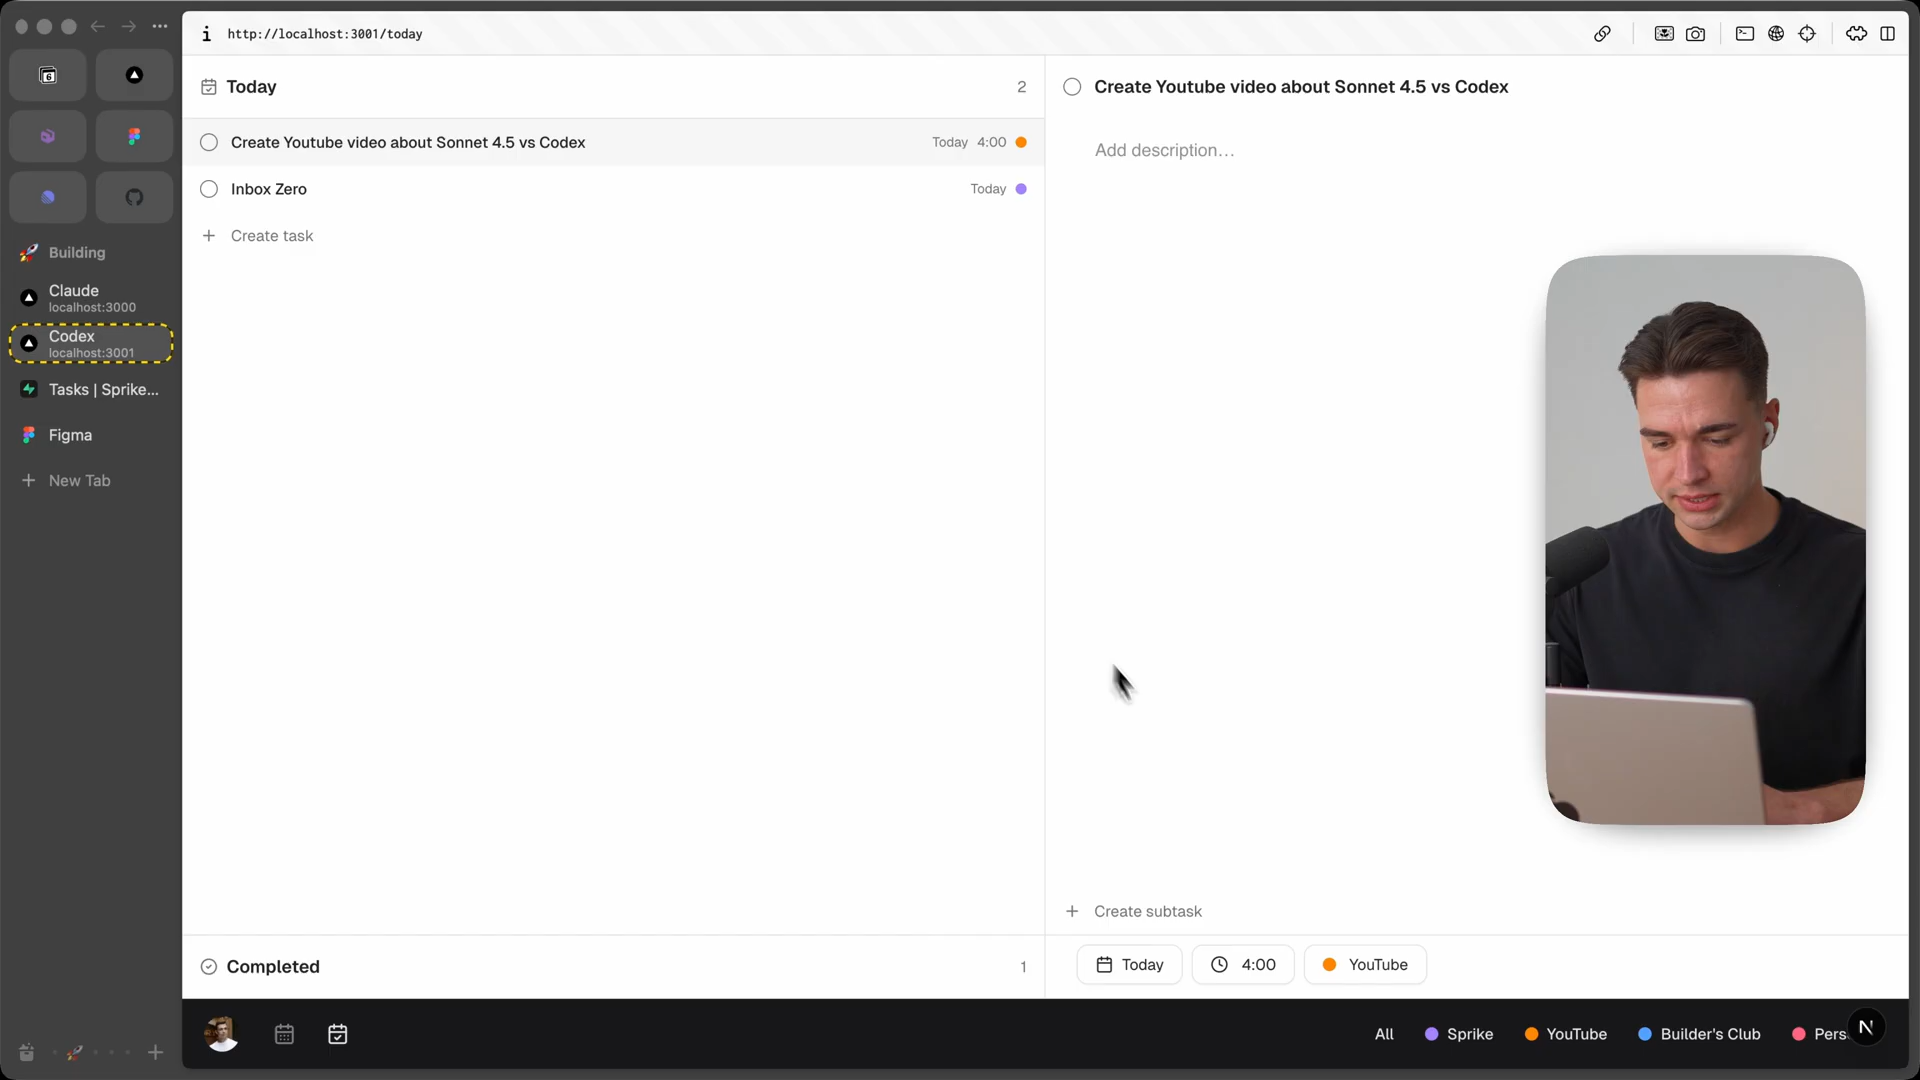 http://localhost:3001/today
6
Building
Claude
localhost:3000
Codex
localhost:3001
Tasks | Sprike...
Figma
New Tab
Today
2
Create Youtube video about Sonnet 4.5 vs Codex
Today 4:00
Inbox Zero
Today
Create task
Completed
1
Create Youtube video about Sonnet 4.5 vs Codex
Add description...
Create subtask
Today
4:00
YouTube
All
Sprike
YouTube
Builder's Club
Pers
N